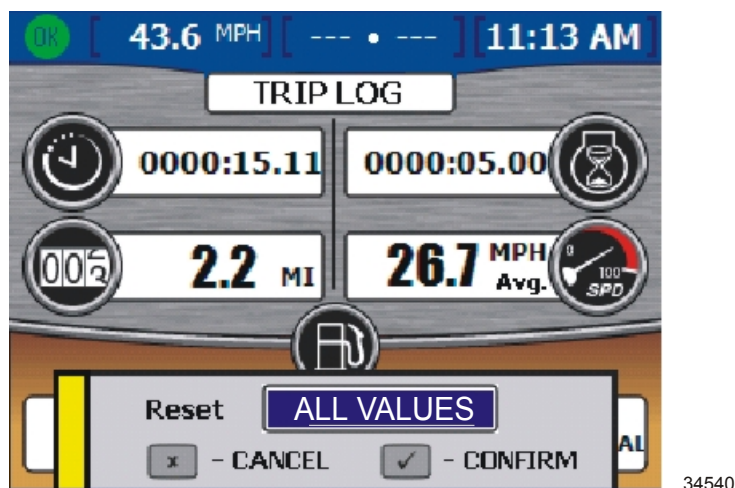 OK [ 43.6 MPH ] [ --- • --- ] [ 11:13 AM ]
TRIP LOG
0000:15.11 0000:05.00
003 2.2 MI 26.7 MPH Avg. 0 100 SPD
Reset ALL VALUES
x - CANCEL ✓ - CONFIRM AL
34540